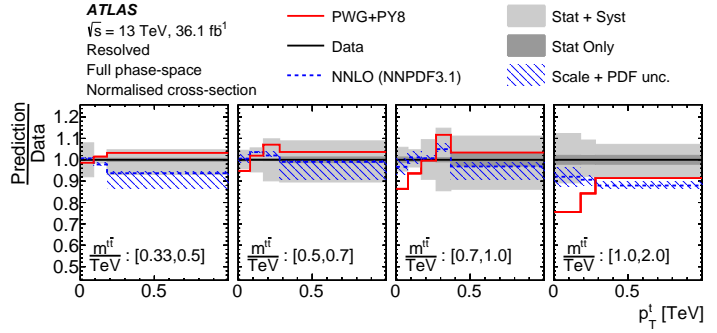 ATLAS
√s = 13 TeV, 36.1 fb⁻¹
Resolved
Full phase-space
Normalised cross-section
PWG+PY8
Data
NNLO (NNPDF3.1)
Stat + Syst
Stat Only
Scale + PDF unc.
Prediction
Data
1.2
1.1
1.0
0.9
0.8
0.7
0.6
0.5
m^{tt̄}/TeV : [0.33,0.5]
m^{tt̄}/TeV : [0.5,0.7]
m^{tt̄}/TeV : [0.7,1.0]
m^{tt̄}/TeV : [1.0,2.0]
0 0.5 0 0.5 0 0.5 0 0.5 1
p_T^t [TeV]